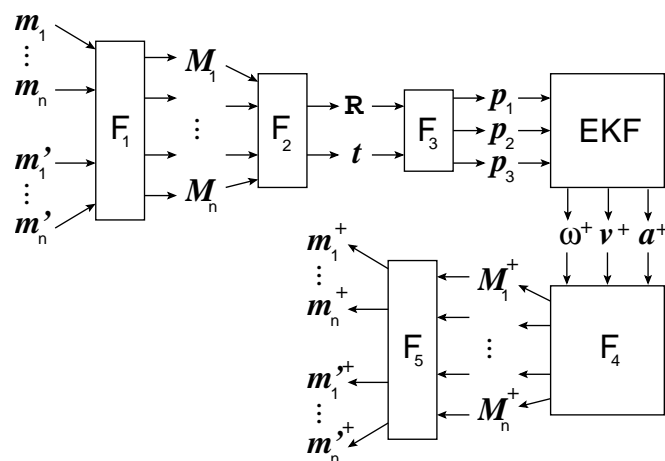 m₁
⋮
mₙ
m'₁
⋮
m'ₙ
F₁
M₁
⋮
Mₙ
F₂
R
t
F₃
p₁
p₂
p₃
EKF
ω⁺ v⁺ a⁺
F₄
M₁⁺
⋮
Mₙ⁺
F₅
m₁⁺
⋮
mₙ⁺
m'₁⁺
⋮
m'ₙ⁺